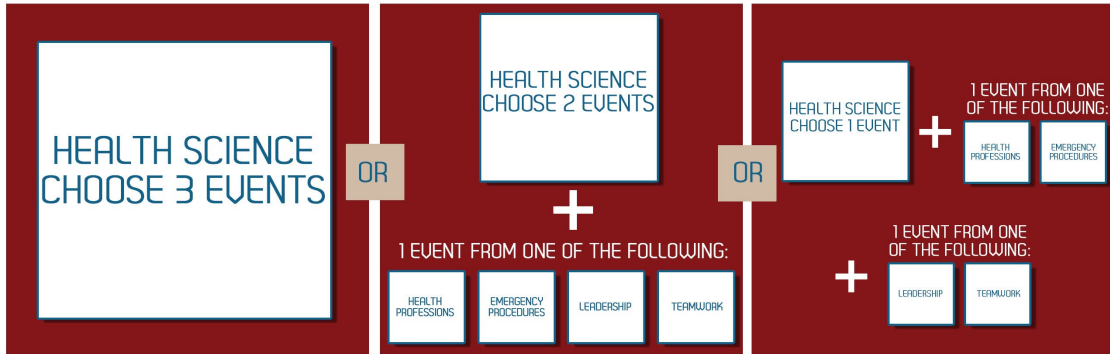 HEALTH SCIENCE
CHOOSE 3 EVENTS
OR
HEALTH SCIENCE
CHOOSE 2 EVENTS
+
1 EVENT FROM ONE OF THE FOLLOWING:
HEALTH
PROFESSIONS
EMERGENCY
PROCEDURES
LEADERSHIP
TEAMWORK
OR
HEALTH SCIENCE
CHOOSE 1 EVENT
+
1 EVENT FROM ONE
OF THE FOLLOWING:
HEALTH
PROFESSIONS
EMERGENCY
PROCEDURES
+
1 EVENT FROM ONE
OF THE FOLLOWING:
LEADERSHIP
TEAMWORK